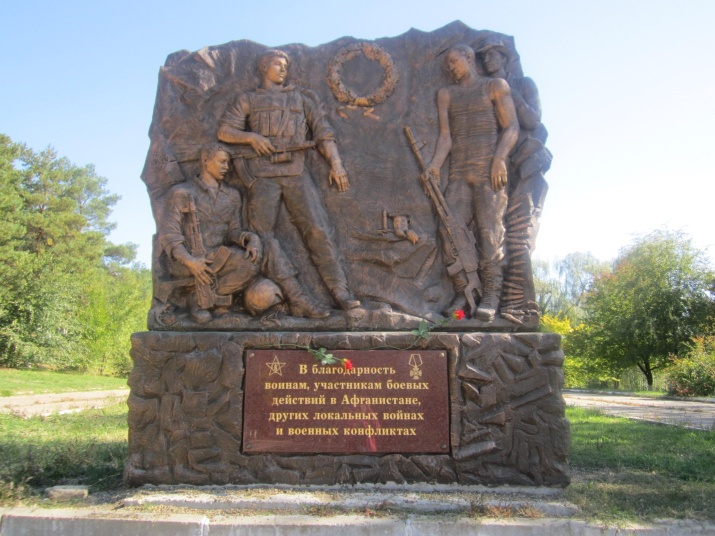 В благодарность
воинам, участникам боевых
действий в Афганистане,
других локальных войнах
и военных конфликтах